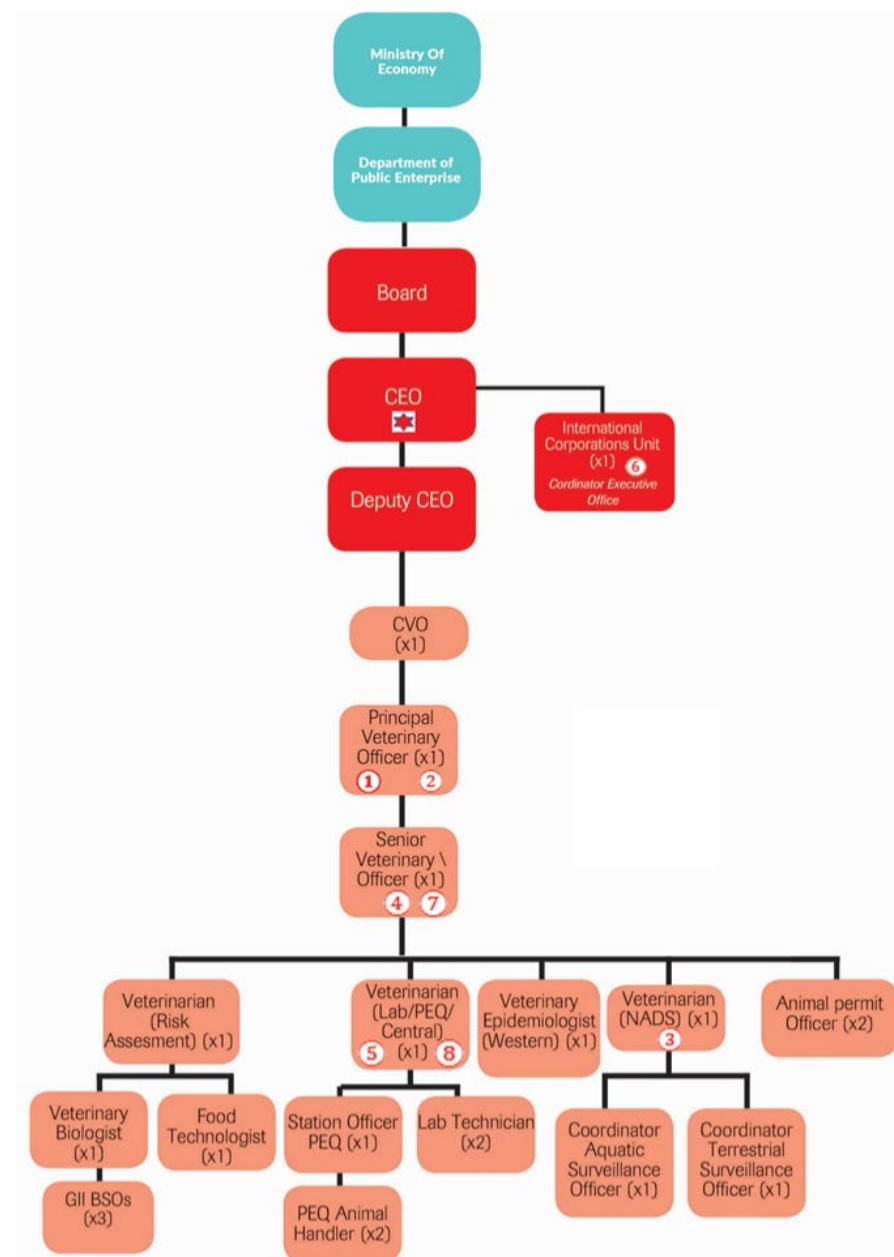 Ministry Of
Economy
Department of
Public Enterprise
Board
CEO
International
Corporations Unit
(x1) 6
Cordinator Executive
Office
Deputy CEO
CVO
(x1)
Principal
Veterinary
Officer (x1)
1 2
Senior
Veterinary \
Officer (x1)
4 7
Veterinarian
(Risk
Assesment) (x1)
Veterinarian
(Lab/PEQ/
Central)
5 (x1) 8
Veterinary
Epidemiologist
(Western) (x1)
Veterinarian
(NADS) (x1)
3
Animal permit
Officer (x2)
Veterinary
Biologist
(x1)
Food
Technologist
(x1)
Station Officer
PEQ (x1)
Lab Technician
(x2)
Coordinator
Aquatic
Surveillance
Officer (x1)
Coordinator
Terrestrial
Surveillance
Officer (x1)
GII BSOs
(x3)
PEQ Animal
Handler (x2)